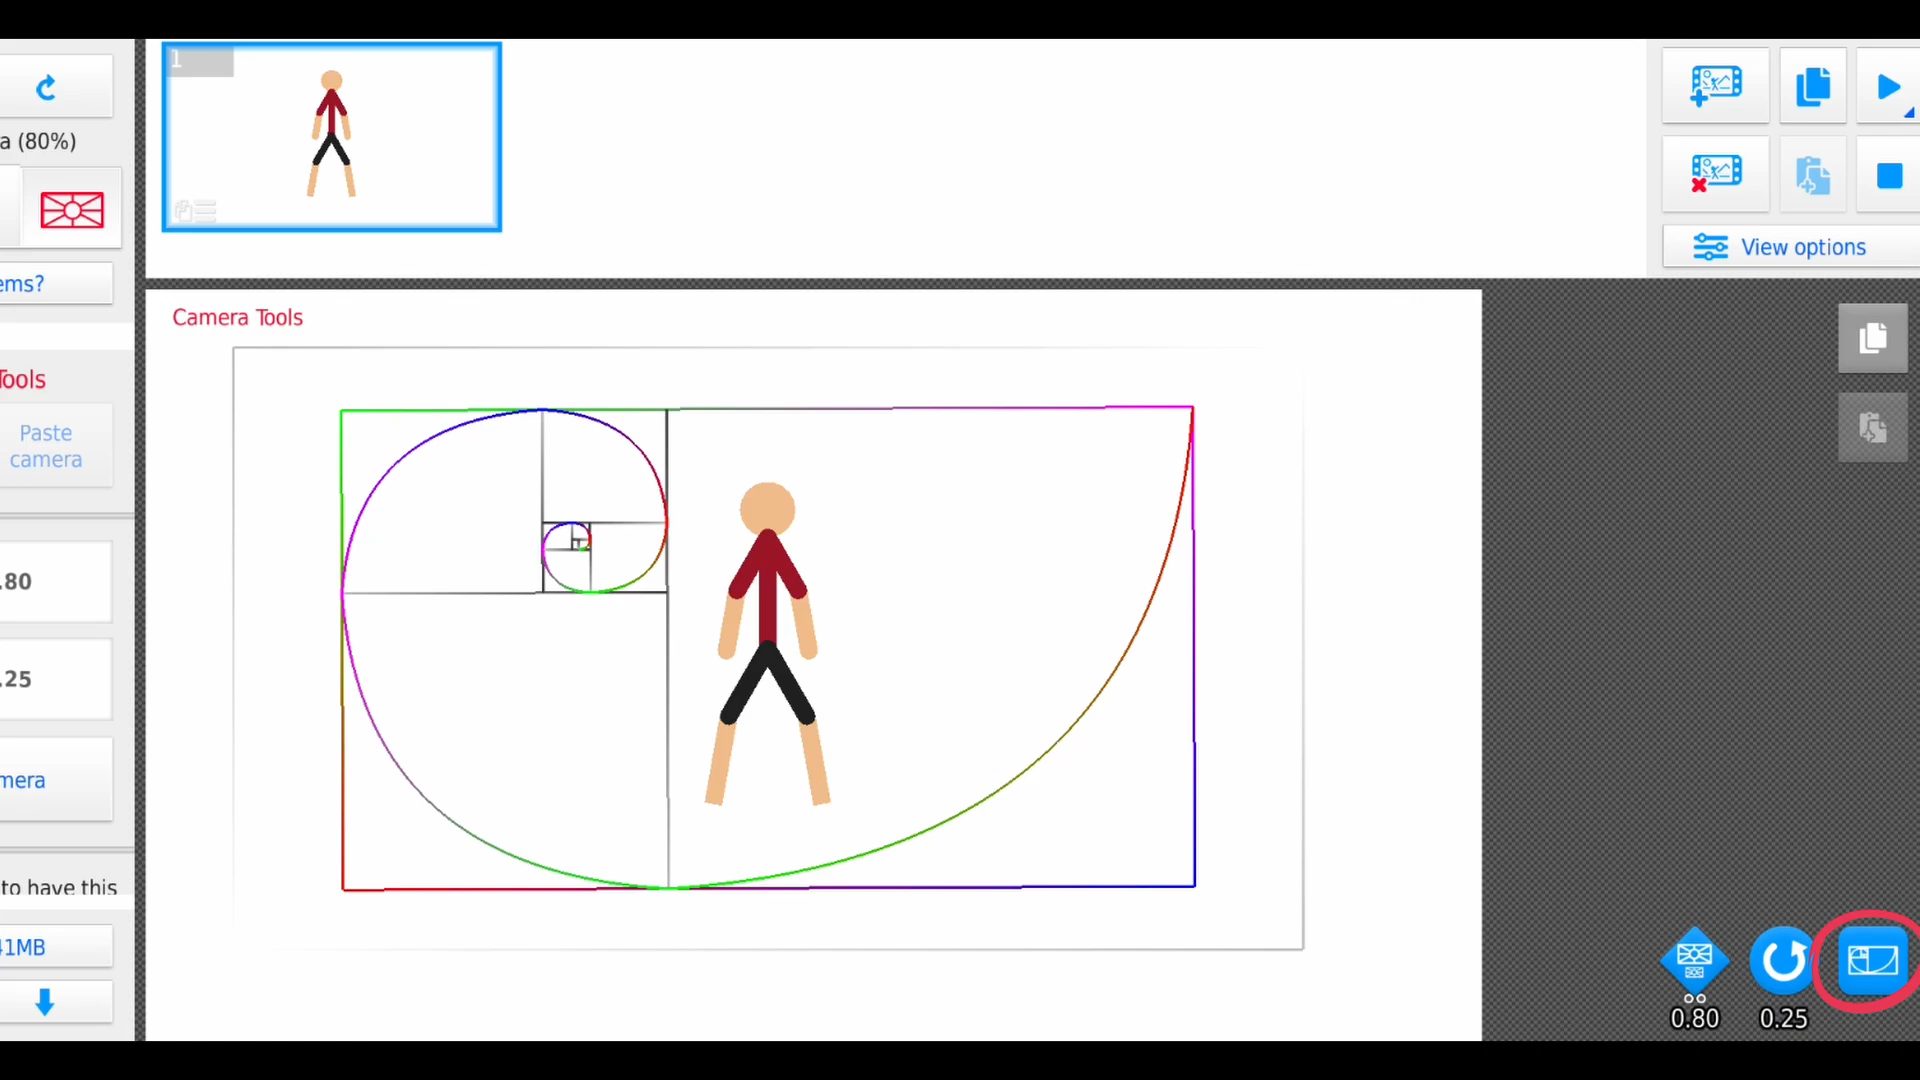 1
a (80%)
ems?
View options
Camera Tools
Tools
Paste
camera
.80
.25
mera
to have this
41MB
0.80
0.25